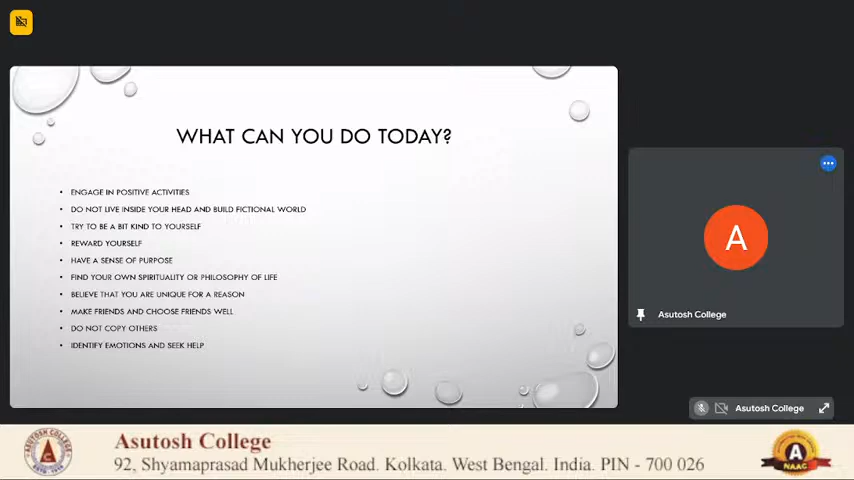 WHAT CAN YOU DO TODAY?
• ENGAGE IN POSITIVE ACTIVITIES
• DO NOT LIVE INSIDE YOUR HEAD AND BUILD FICTIONAL WORLD
• TRY TO BE A BIT KIND TO YOURSELF
• REWARD YOURSELF
• HAVE A SENSE OF PURPOSE
• FIND YOUR OWN SPIRITUALITY OR PHILOSOPHY OF LIFE
• BELIEVE THAT YOU ARE UNIQUE FOR A REASON
• MAKE FRIENDS AND CHOOSE FRIENDS WELL
• DO NOT COPY OTHERS
• IDENTIFY EMOTIONS AND SEEK HELP
A
Asutosh College
Asutosh College
Asutosh College
92, Shyamaprasad Mukherjee Road. Kolkata. West Bengal. India. PIN - 700 026
ASUTOSH COLLEGE
A
NAAC